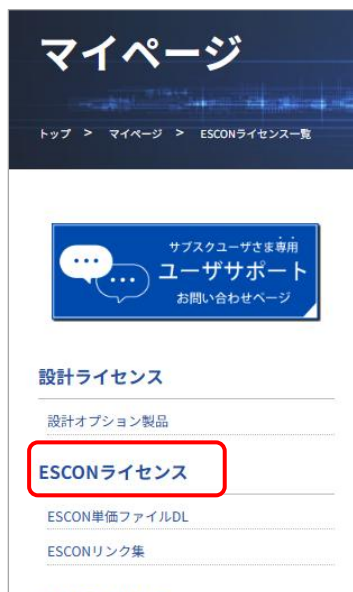 マイページ
トップ > マイページ > ESCONライセンス一覧
サブスクユーザさま専用
ユーザサポート
お問い合わせページ
設計ライセンス
設計オプション製品
ESCONライセンス
ESCON単価ファイルDL
ESCONリンク集